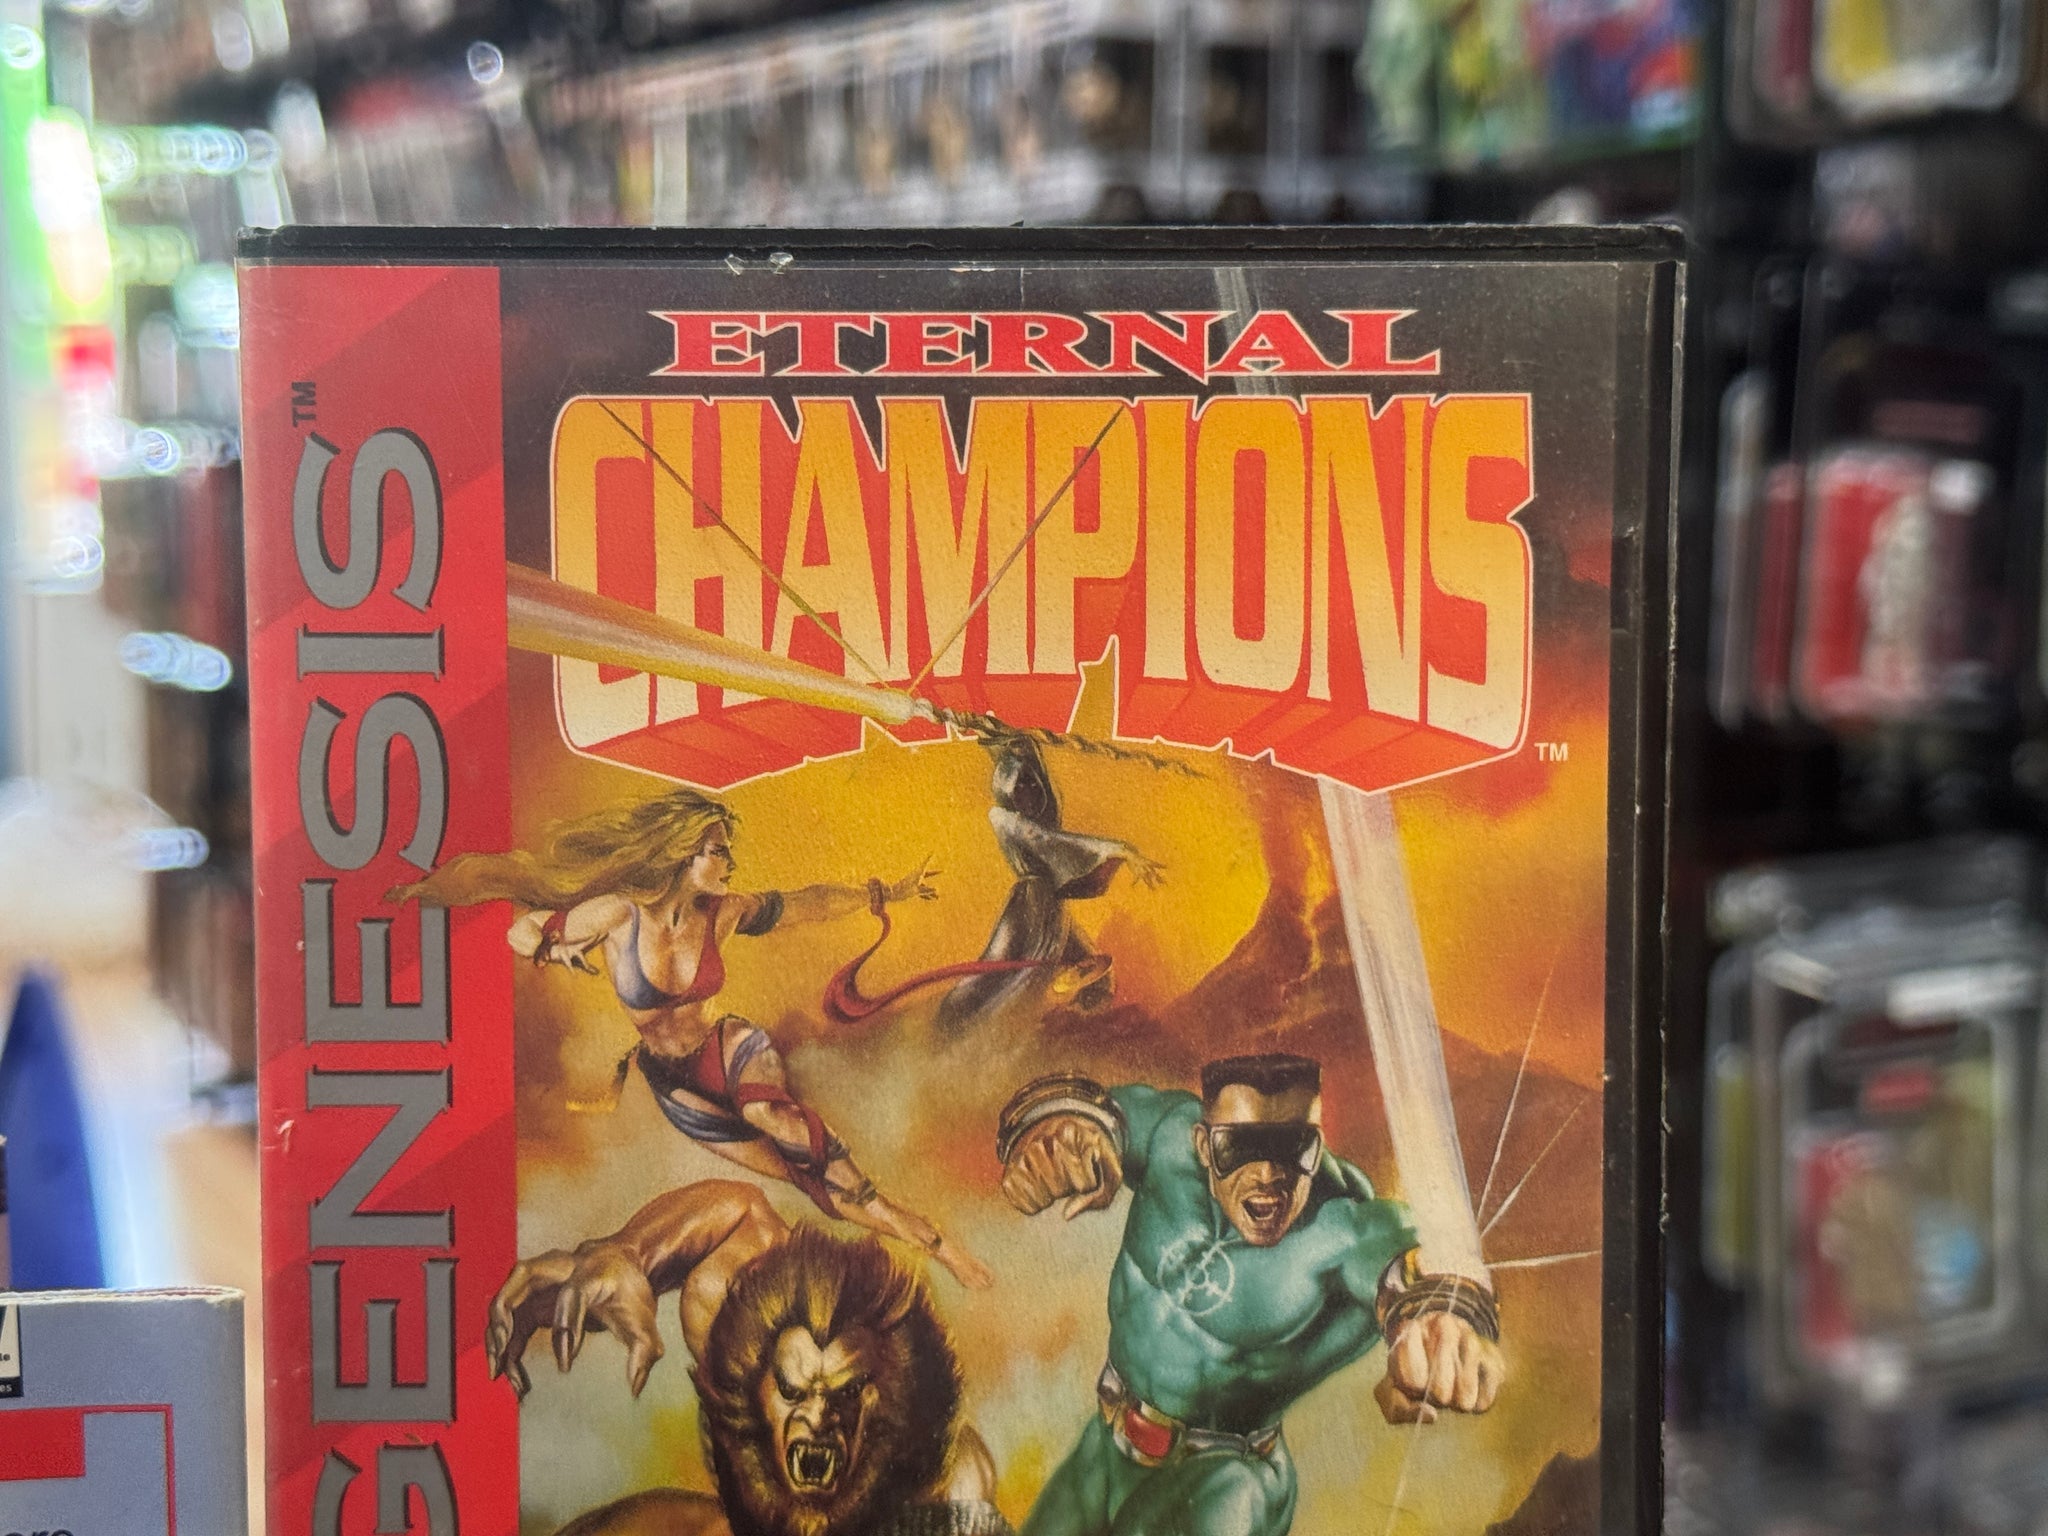 ETERNAL
CHAMPIONS
TM
GENESIS
TM